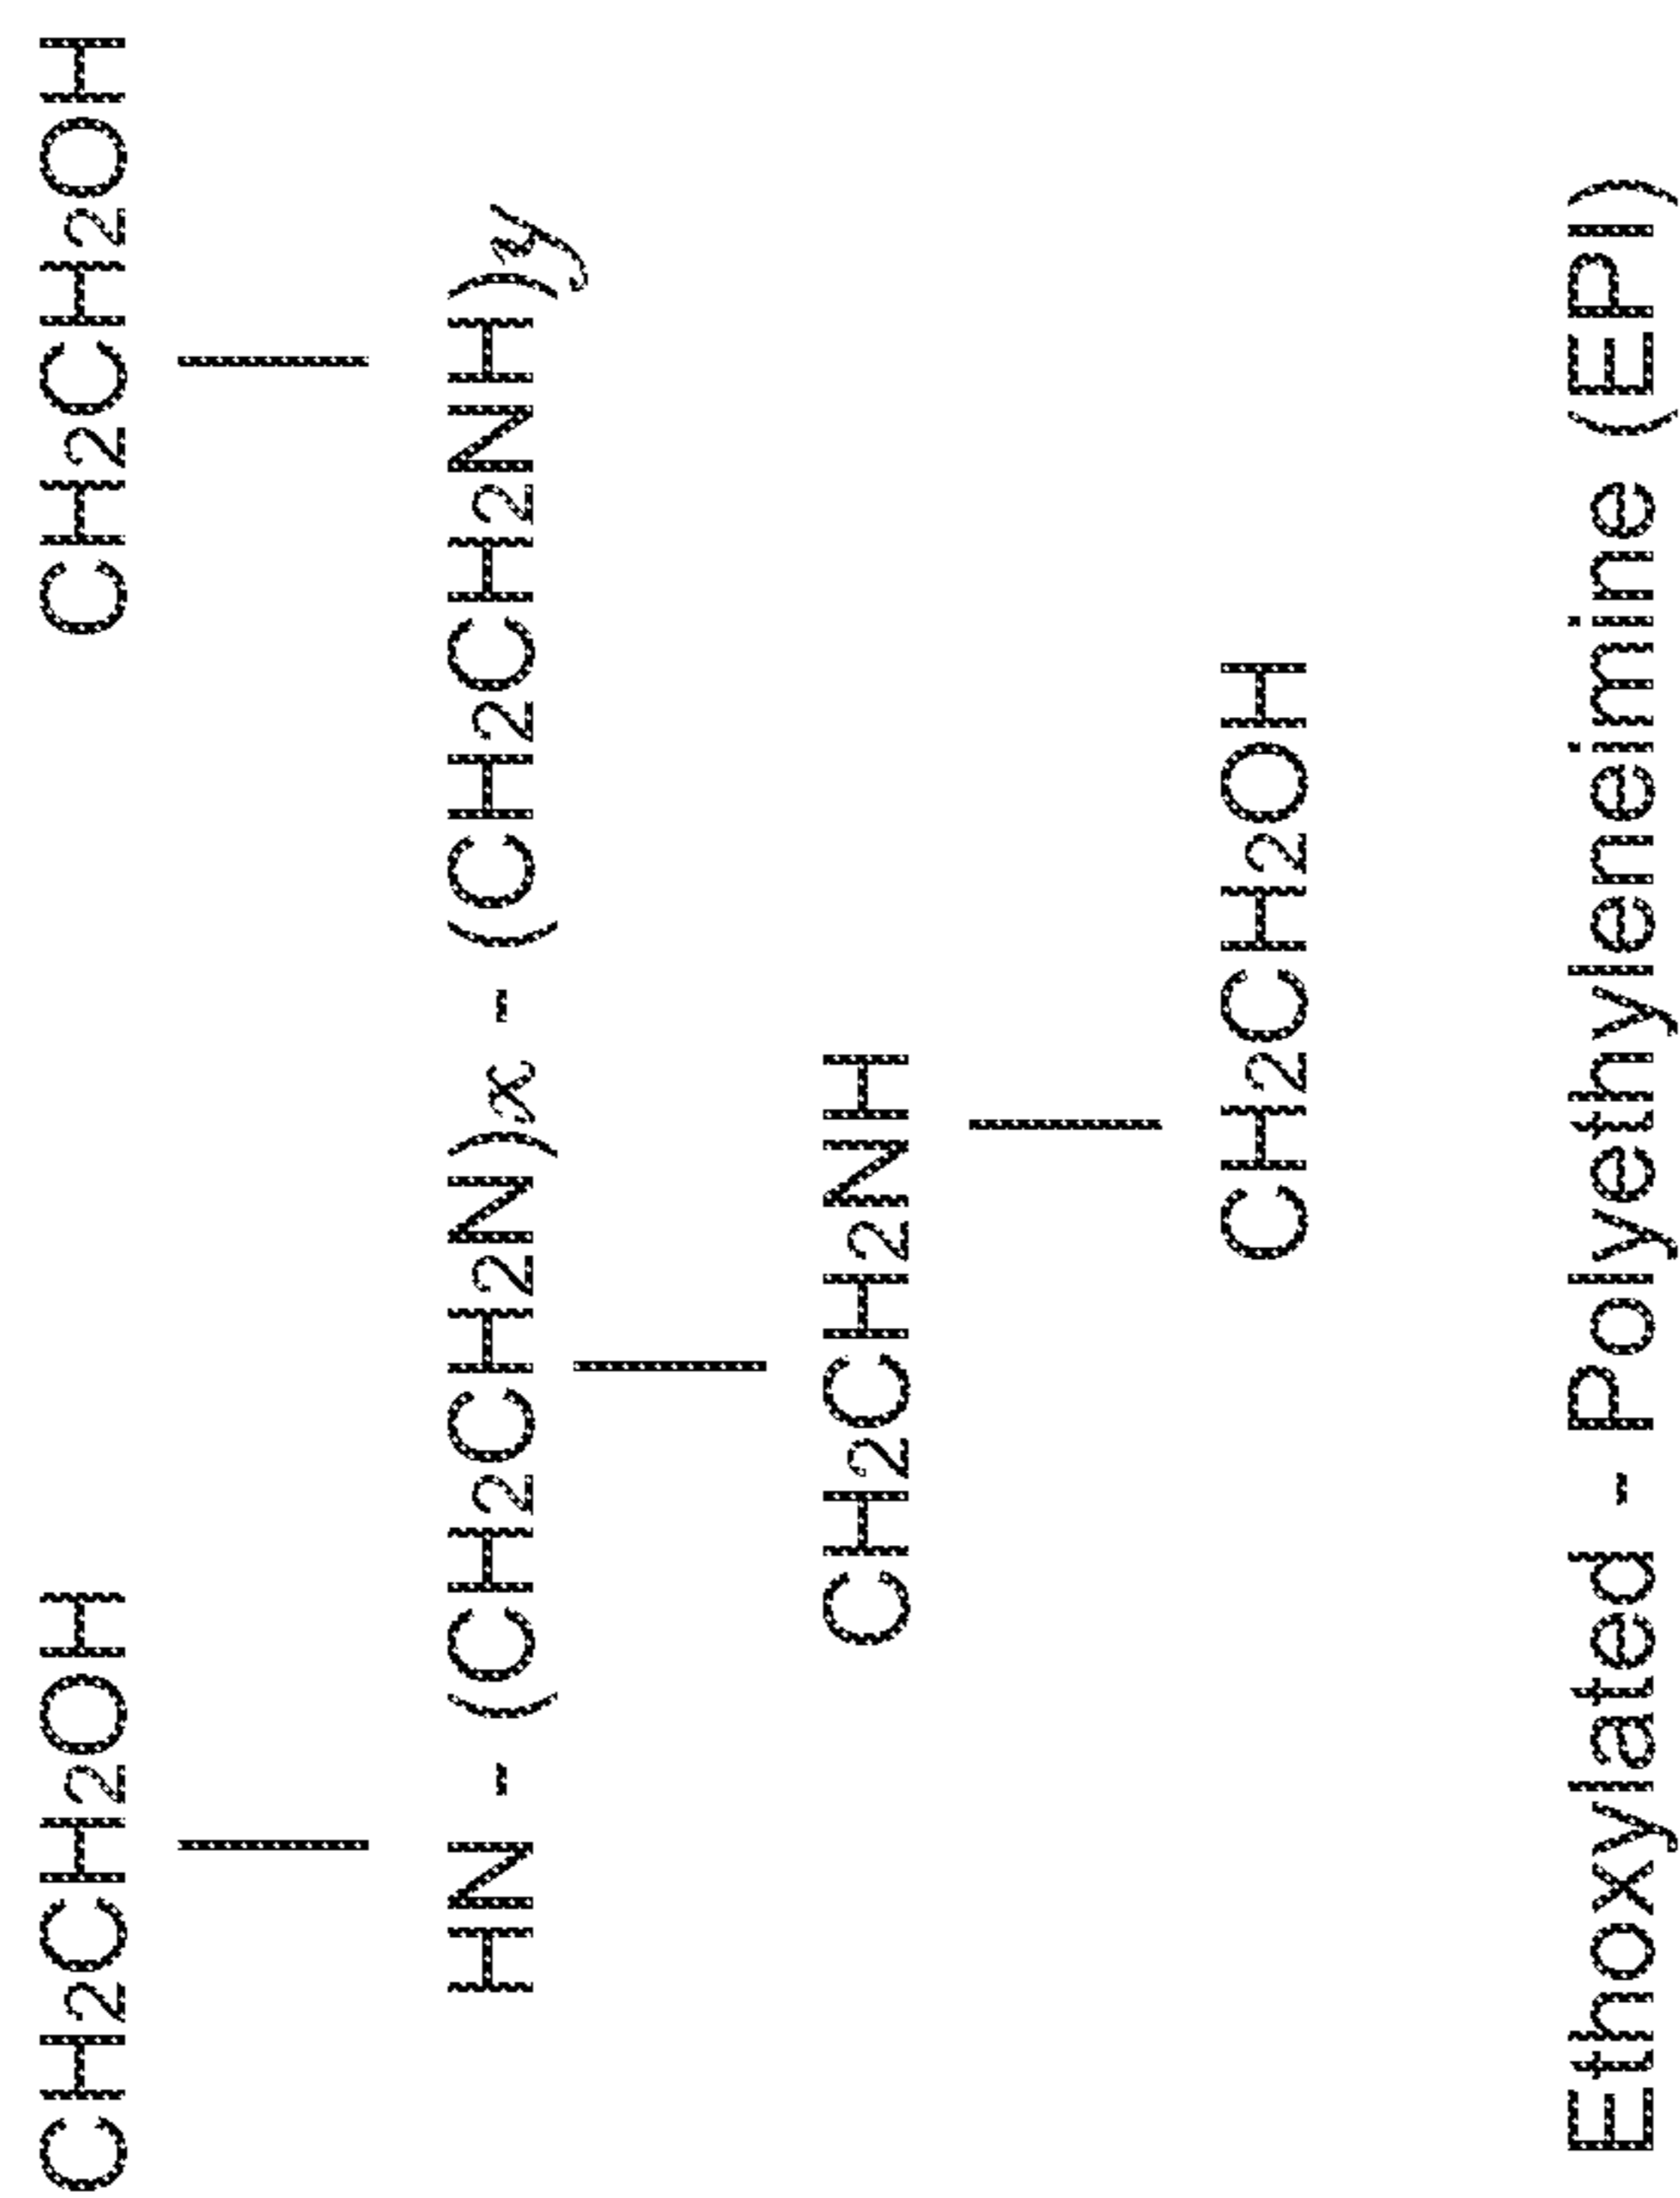 CH2CH2OH CH2CH2OH
HN - (CH2CH2N)x - (CH2CH2NH)y
CH2CH2NH
CH2CH2OH
Ethoxylated - Polyethyleneimine (EPI)